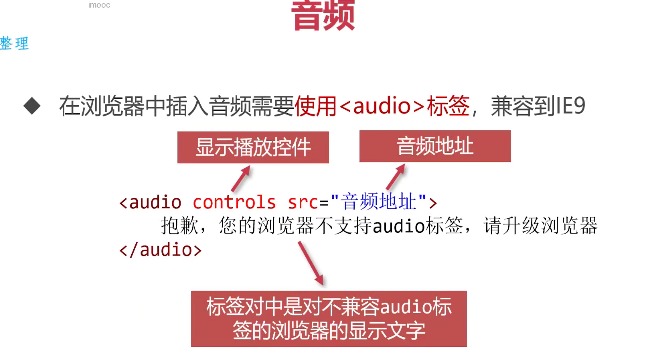 imooc
音频
整理
◆ 在浏览器中插入音频需要使用<audio>标签，兼容到IE9
显示播放控件
音频地址
<audio controls src="音频地址">
抱歉，您的浏览器不支持audio标签，请升级浏览器
</audio>
标签对中是对不兼容audio标
签的浏览器的显示文字